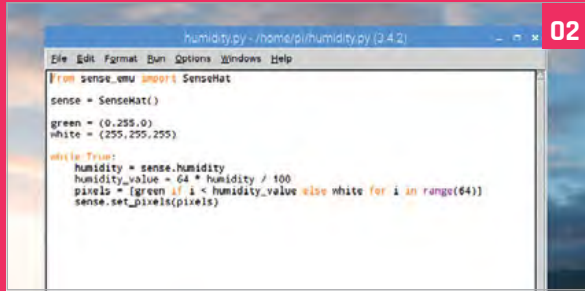 02
humidity.py - /home/pi/humidity.py (3.4.2)
File Edit Format Run Options Windows Help
from sense_emu import SenseHat
sense = SenseHat()
green = (0,255,0)
white = (255,255,255)
while True:
    humidity = sense.humidity
    humidity_value = 64 * humidity / 100
    pixels = [green if i < humidity_value else white for i in range(64)]
    sense.set_pixels(pixels)